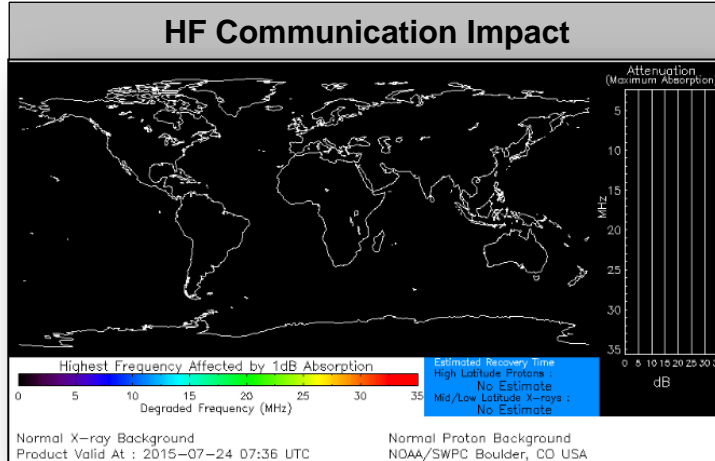 HF Communication Impact
Attenuation
(Maximum Absorption
5
10
15
20
25
30
35
MHz
0 5 10 15 20 25 30
dB
Highest Frequency Affected by 1dB Absorption
0 5 10 15 20 25 30 35
Degraded Frequency (MHz)
Estimated Recovery Time
High Latitude Protons :
No Estimate
Mid/Low Latitude X-rays :
No Estimate
Normal X-ray Background
Normal Proton Background
Product Valid At : 2015-07-24 07:36 UTC
NOAA/SWPC Boulder, CO USA